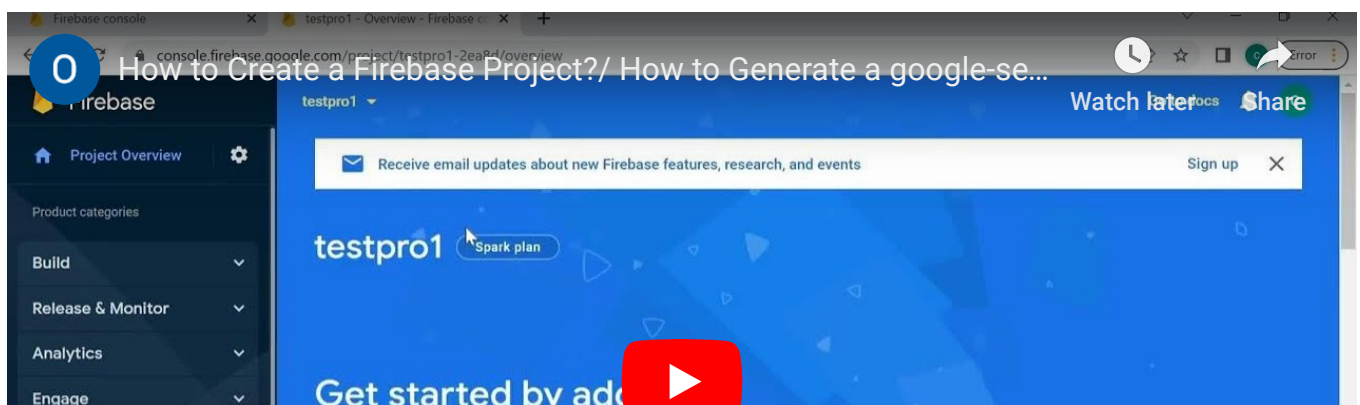 Firebase console
testpro1 - Overview - Firebase c
console.firebase.google.com/project/testpro1-2ea8d/overview
Error
O
How to Create a Firebase Project?/ How to Generate a google-se...
Watch later
Share
Firebase
testpro1
docs
Project Overview
Receive email updates about new Firebase features, research, and events
Sign up
Product categories
testpro1
Spark plan
Build
Release & Monitor
Analytics
Engage
Get started by add